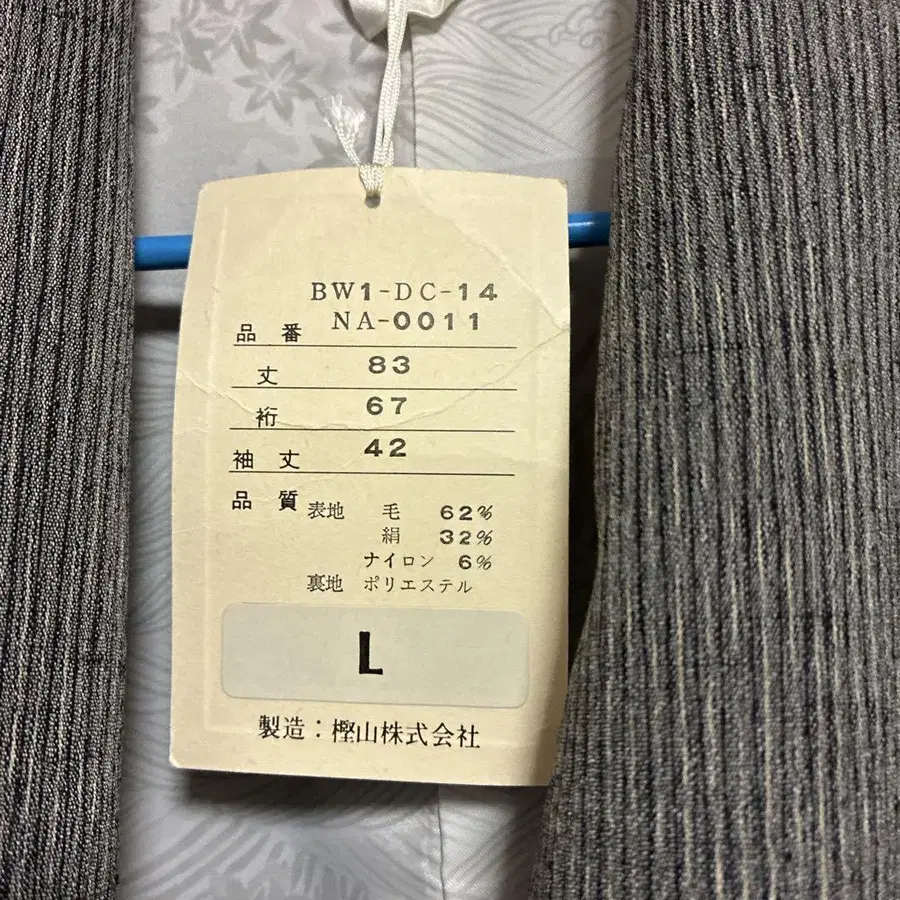 BW1-DC-14
品番 NA-0011
丈 83
裄 67
袖丈 42
品質 表地 毛 62%
絹 32%
ナイロン 6%
裏地 ポリエステル
L
製造：樫山株式会社